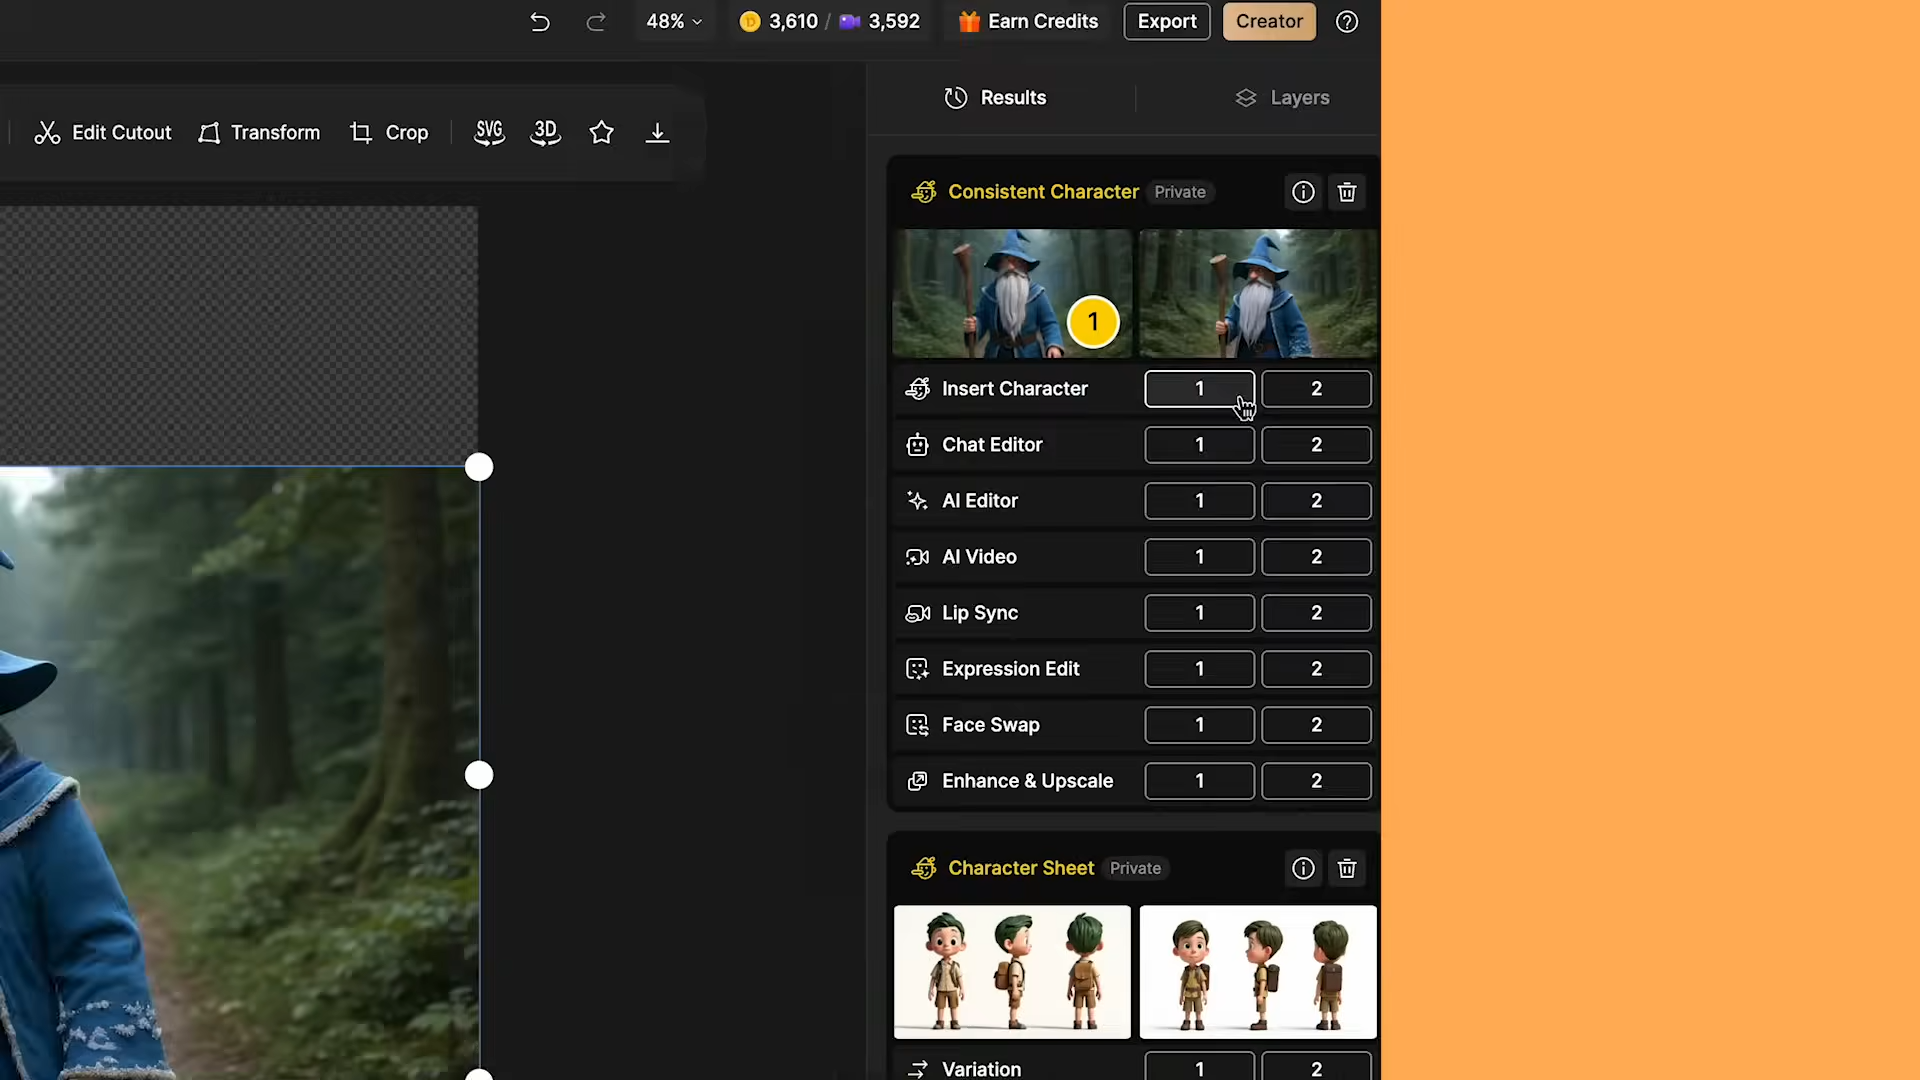 48%
3,610 / 3,592
Earn Credits
Export
Creator
Results
Layers
Edit Cutout
Transform
Crop
SVG
3D
Consistent Character
Private
1
Insert Character 1 2
Chat Editor 1 2
AI Editor 1 2
AI Video 1 2
Lip Sync 1 2
Expression Edit 1 2
Face Swap 1 2
Enhance & Upscale 1 2
Character Sheet
Private
Variation 1 2